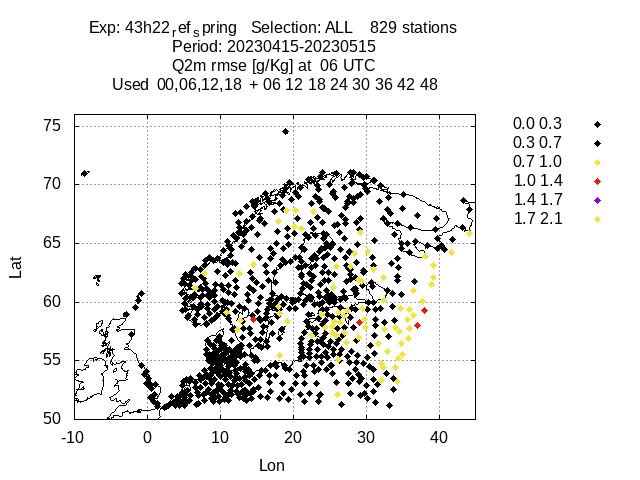 Exp: 43h22ref spring Selection: ALL 829 stations
Period: 20230415-20230515
Q2m rmse [g/Kg] at 06 UTC
Used 00,06,12,18 + 06 12 18 24 30 36 42 48
75
70
65
60
55
50
Lat
-10 0 10 20 30 40
Lon
0.0 0.3
0.3 0.7
0.7 1.0
1.0 1.4
1.4 1.7
1.7 2.1